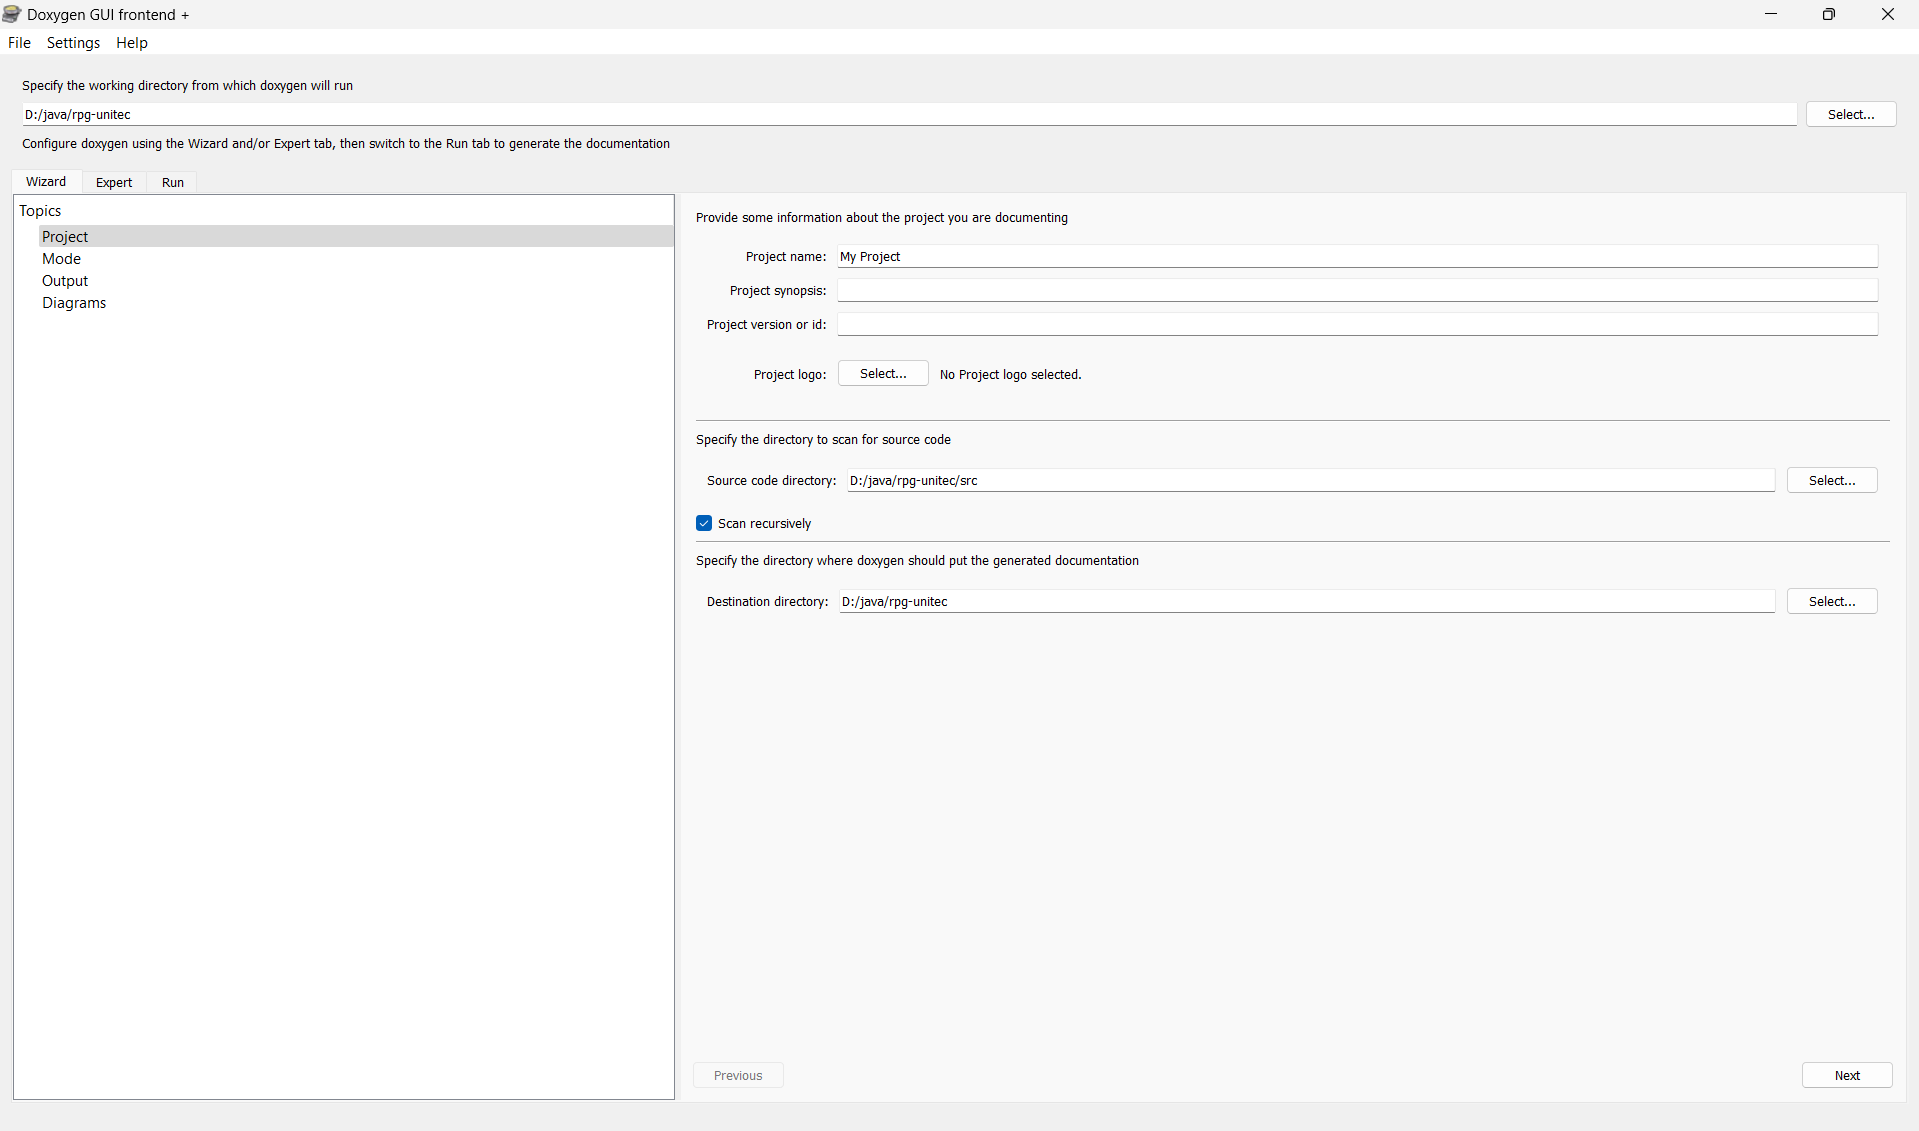 Doxygen GUI frontend +
File Settings Help
Specify the working directory from which doxygen will run
D:/java/rpg-unitec Select...
Configure doxygen using the Wizard and/or Expert tab, then switch to the Run tab to generate the documentation
Wizard Expert Run
Topics
Project
Mode
Output
Diagrams
Provide some information about the project you are documenting
Project name: My Project
Project synopsis:
Project version or id:
Project logo: Select... No Project logo selected.
Specify the directory to scan for source code
Source code directory: D:/java/rpg-unitec/src Select...
Scan recursively
Specify the directory where doxygen should put the generated documentation
Destination directory: D:/java/rpg-unitec Select...
Previous Next